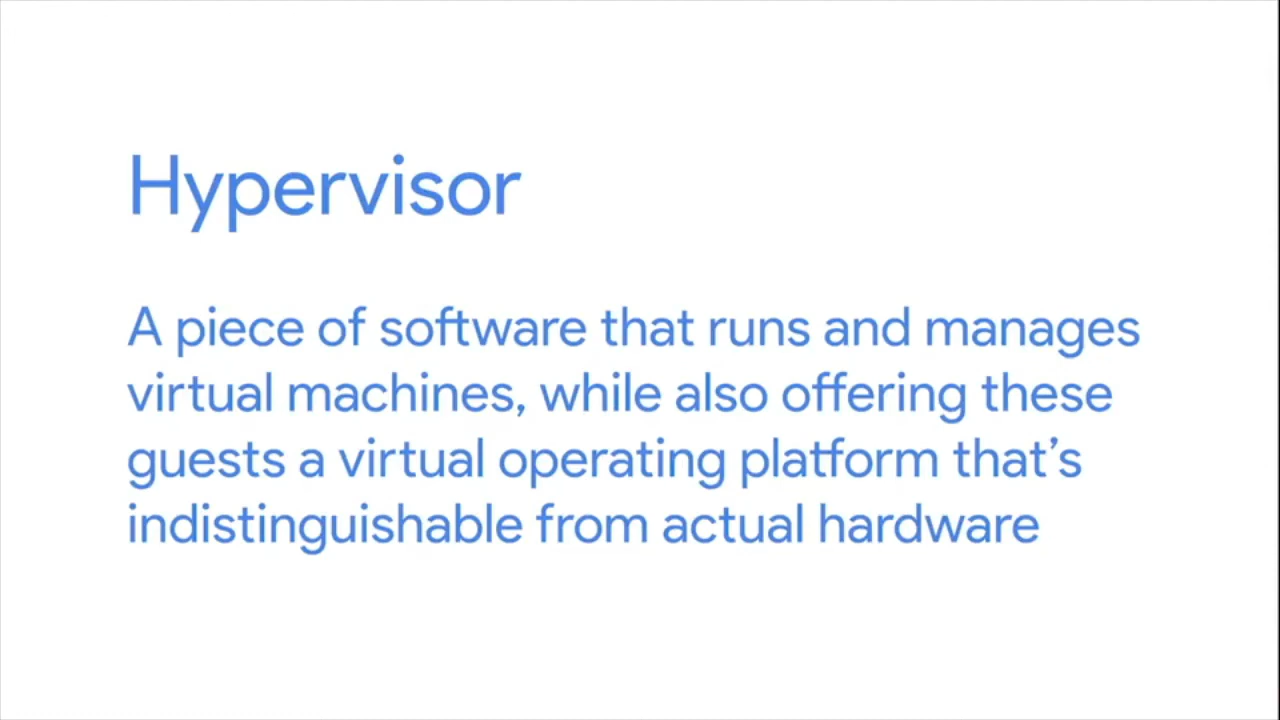 Hypervisor
A piece of software that runs and manages
virtual machines, while also offering these
guests a virtual operating platform that’s
indistinguishable from actual hardware